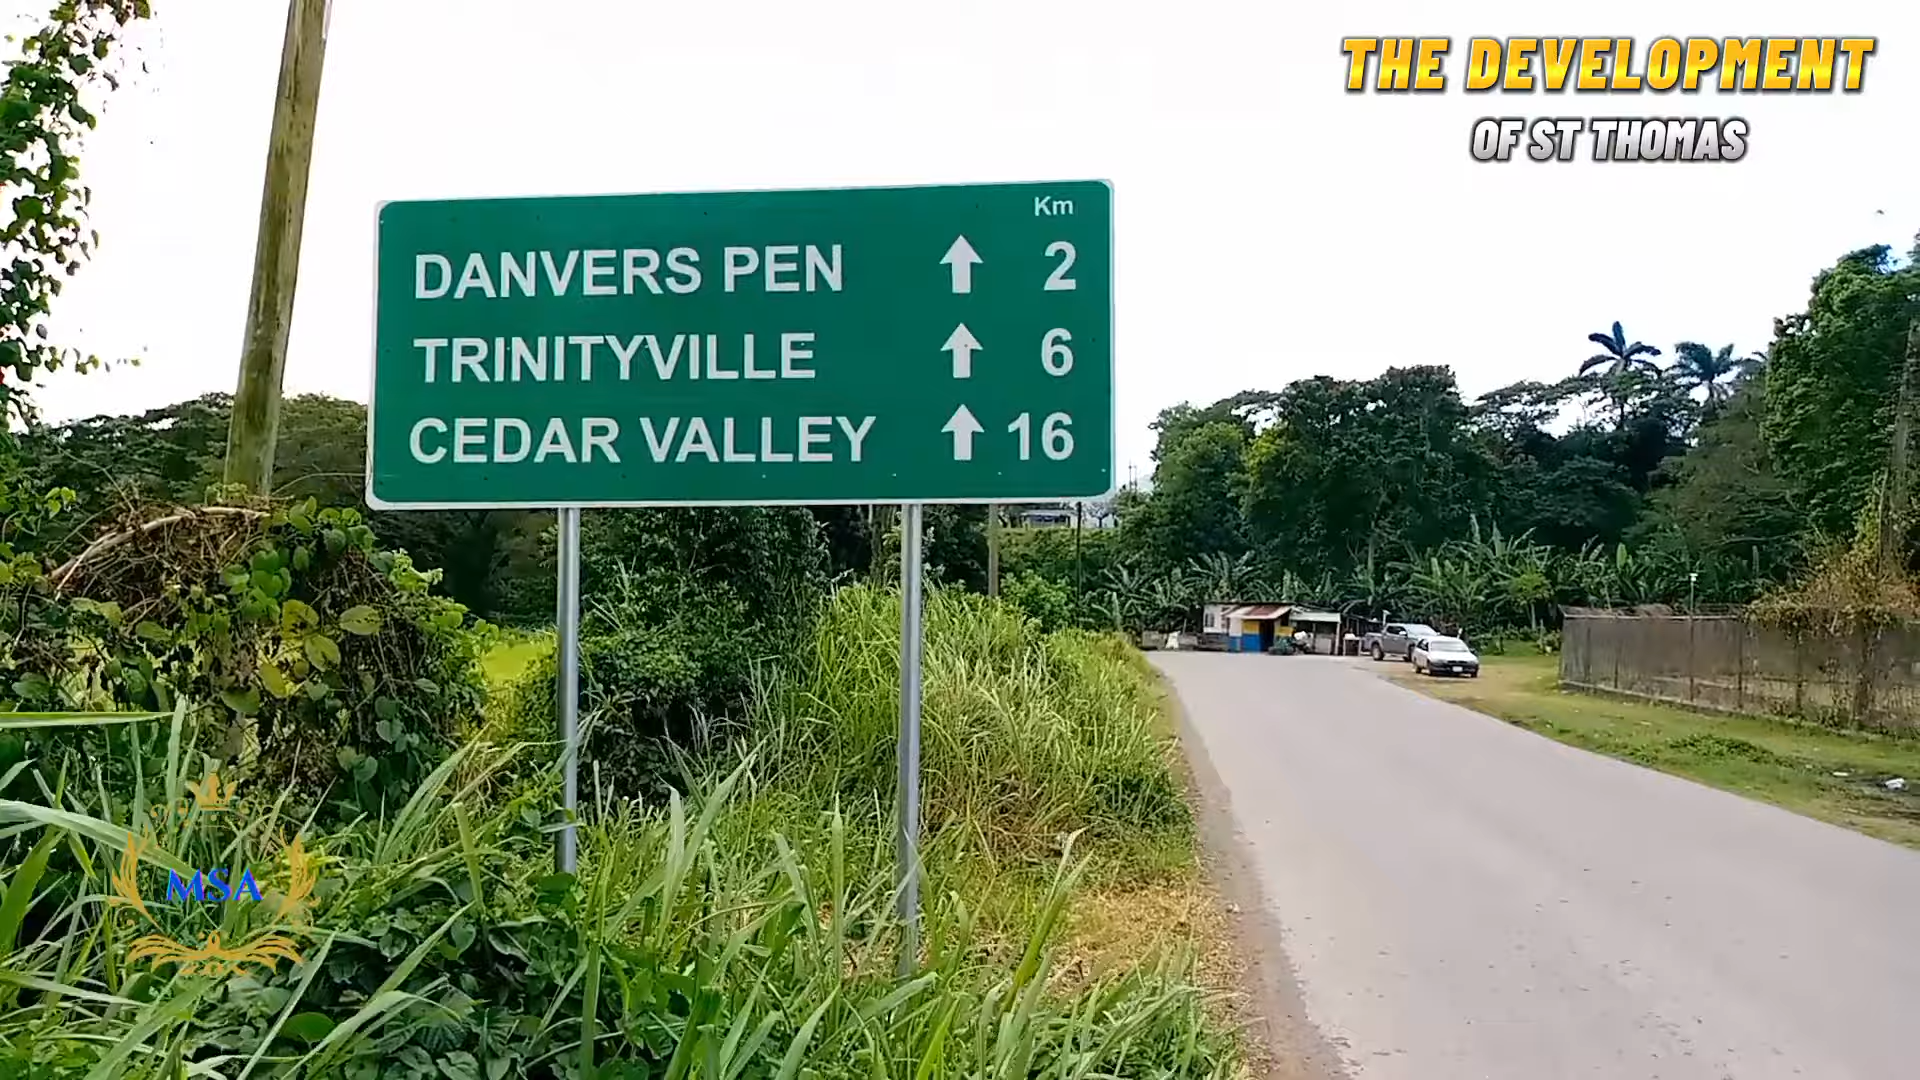 THE DEVELOPMENT
OF ST THOMAS
Km
DANVERS PEN 2
TRINITYVILLE 6
CEDAR VALLEY 16
MSA